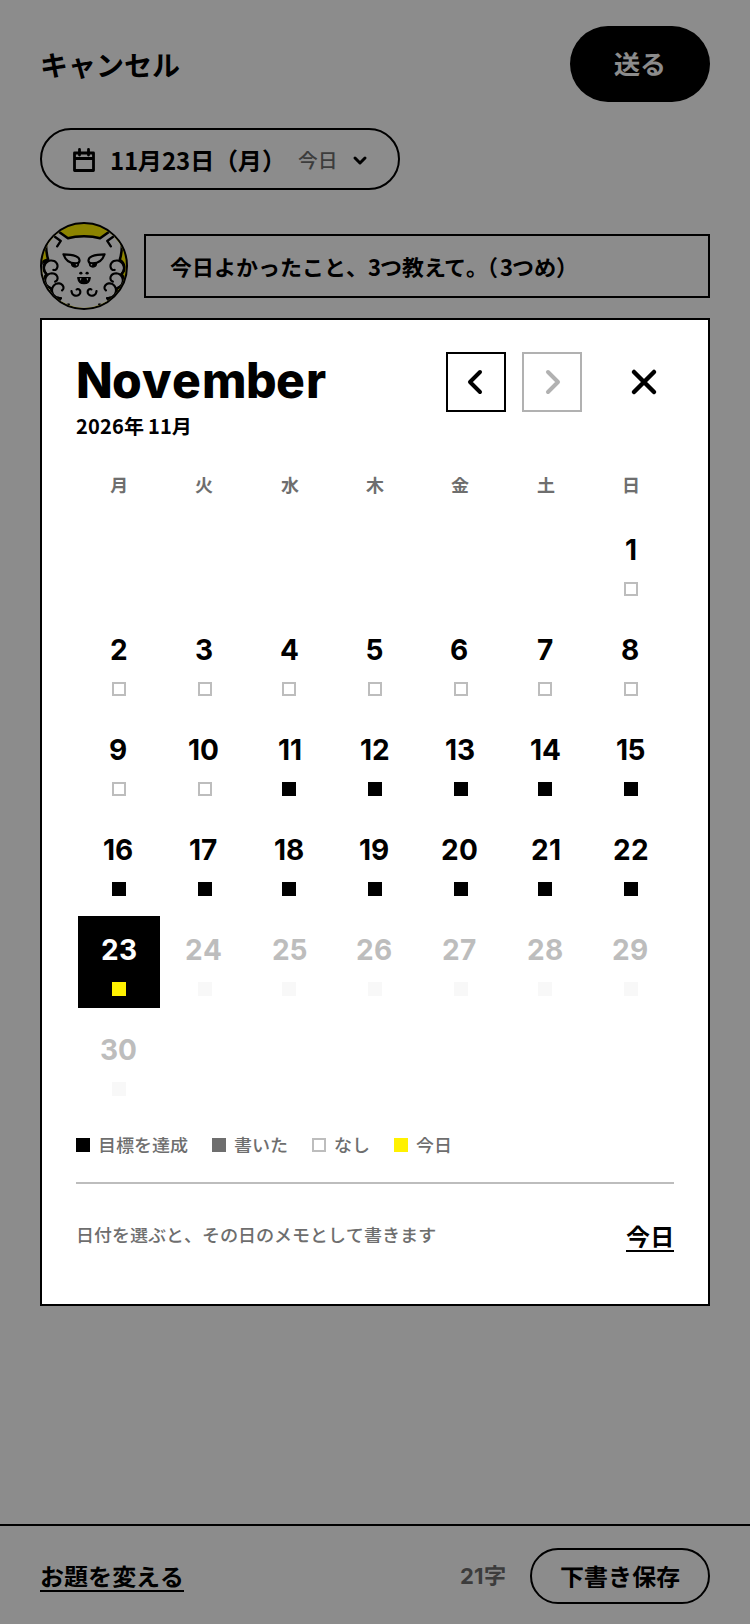 キャンセル
送る
11月23日（月） 今日
今日よかったこと、3つ教えて。（3つめ）
November
2026年 11月
月 火 水 木 金 土 日
1
2 3 4 5 6 7 8
9 10 11 12 13 14 15
16 17 18 19 20 21 22
23 24 25 26 27 28 29
30
目標を達成 書いた なし 今日
日付を選ぶと、その日のメモとして書きます
今日
お題を変える
21字
下書き保存